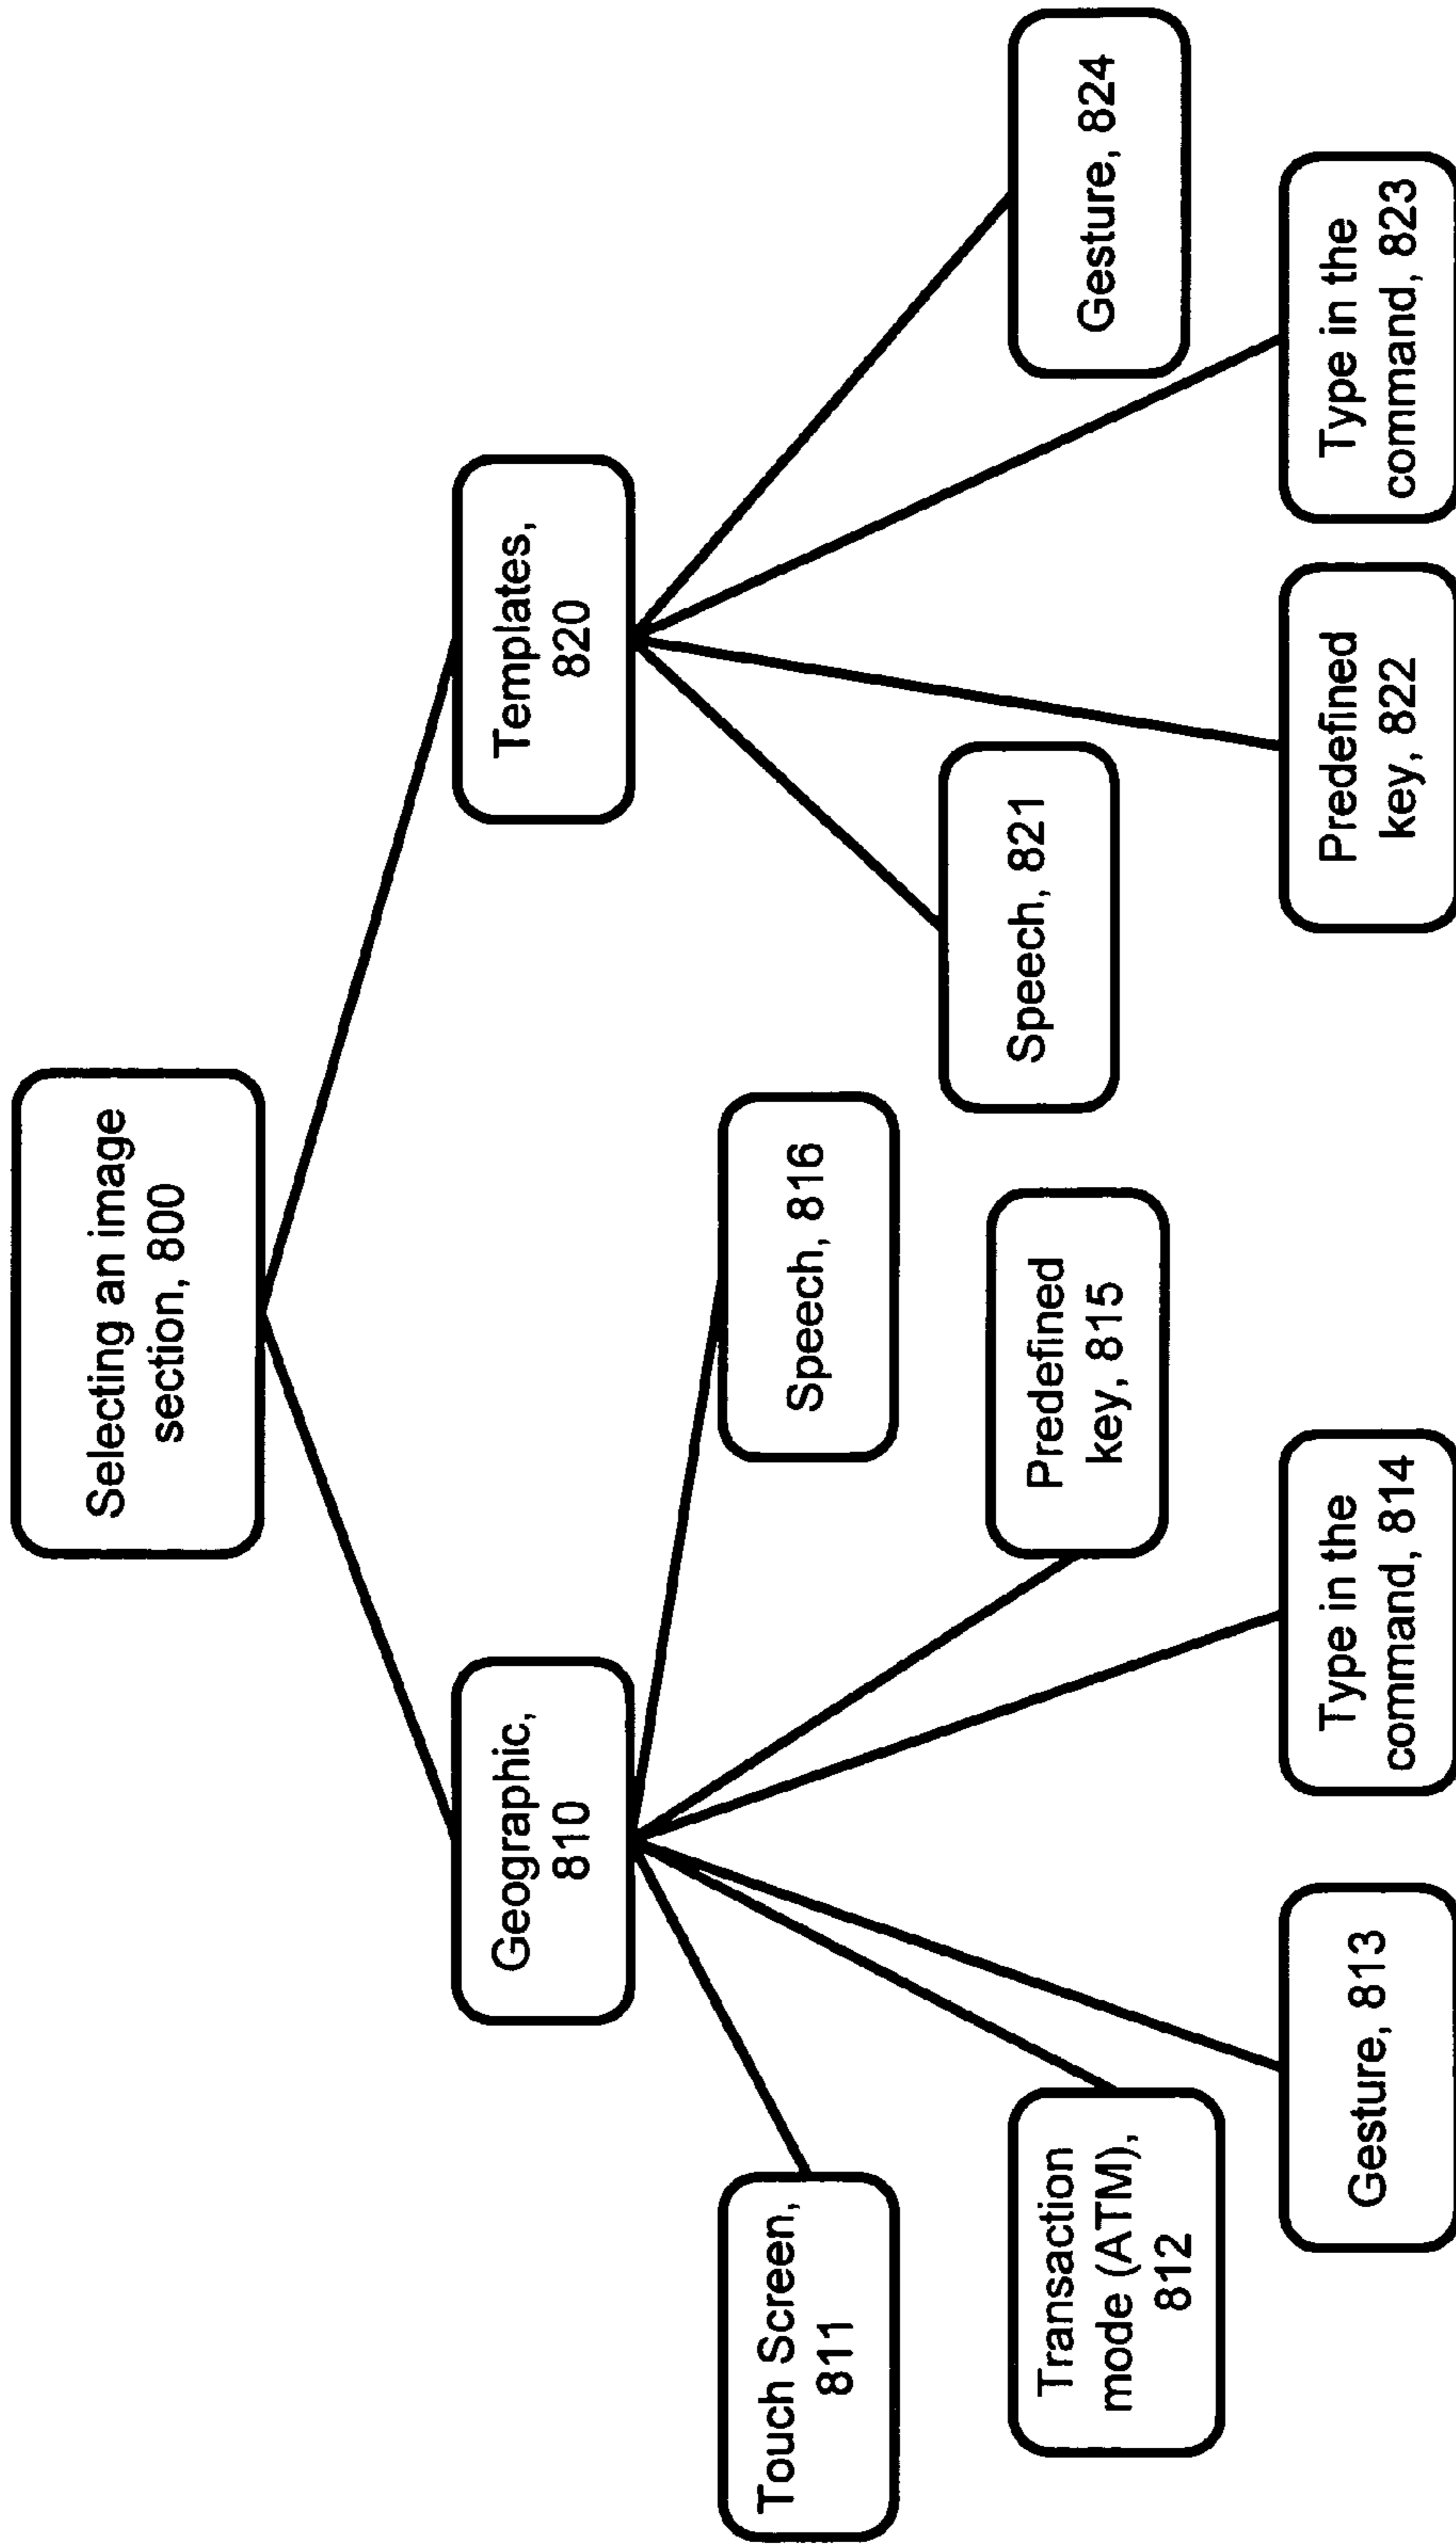 Selecting an image
section, 800
Geographic,
810
Templates,
820
Touch Screen,
811
Transaction
mode (ATM),
812
Gesture, 813
Type in the
command, 814
Predefined
key, 815
Speech, 816
Speech, 821
Predefined
key, 822
Type in the
command, 823
Gesture, 824